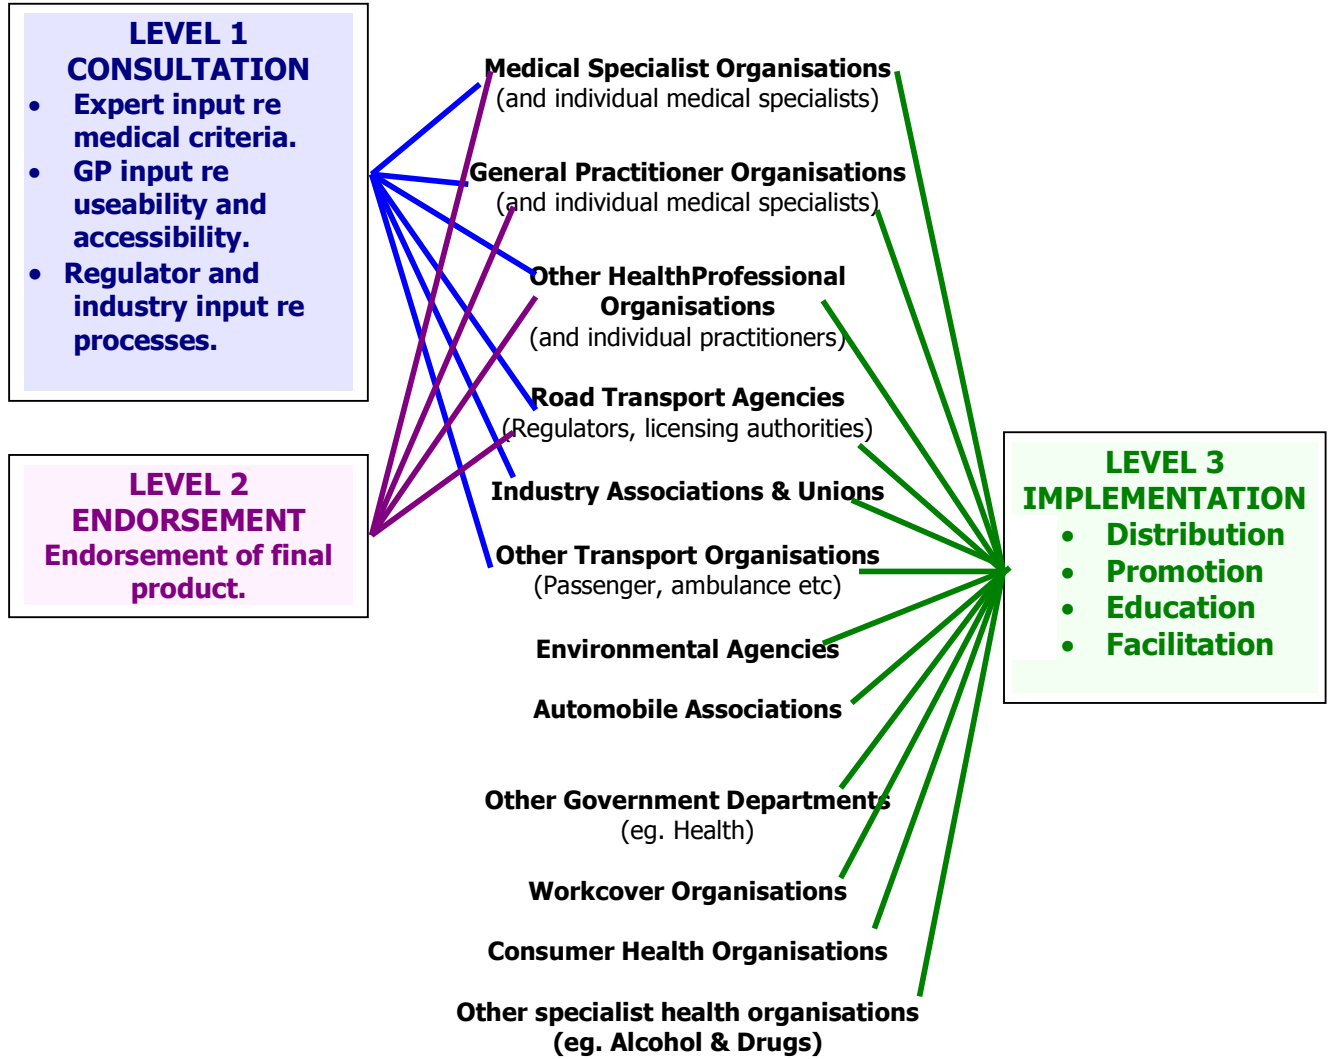 LEVEL 1
CONSULTATION
• Expert input re
medical criteria.
• GP input re
useability and
accessibility.
• Regulator and
industry input re
processes.
LEVEL 2
ENDORSEMENT
Endorsement of final
product.
Medical Specialist Organisations
(and individual medical specialists)
General Practitioner Organisations
(and individual medical specialists)
Other HealthProfessional
Organisations
(and individual practitioners)
Road Transport Agencies
(Regulators, licensing authorities)
Industry Associations & Unions
Other Transport Organisations
(Passenger, ambulance etc)
Environmental Agencies
Automobile Associations
Other Government Departments
(eg. Health)
Workcover Organisations
Consumer Health Organisations
Other specialist health organisations
(eg. Alcohol & Drugs)
LEVEL 3
IMPLEMENTATION
• Distribution
• Promotion
• Education
• Facilitation